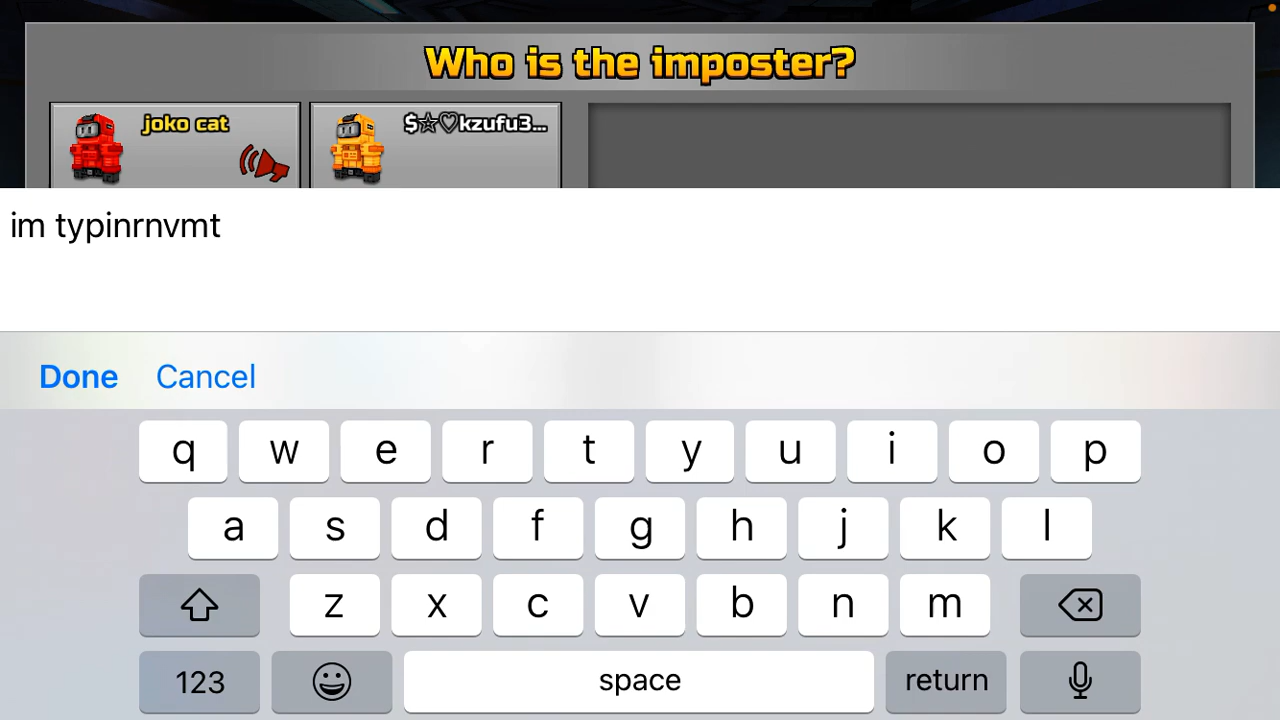 Who is the imposter?
joko cat
$☆♡kzufu3...
im typinrnvmt
Done Cancel
q w e r t y u i o p
a s d f g h j k l
z x c v b n m
123 space return